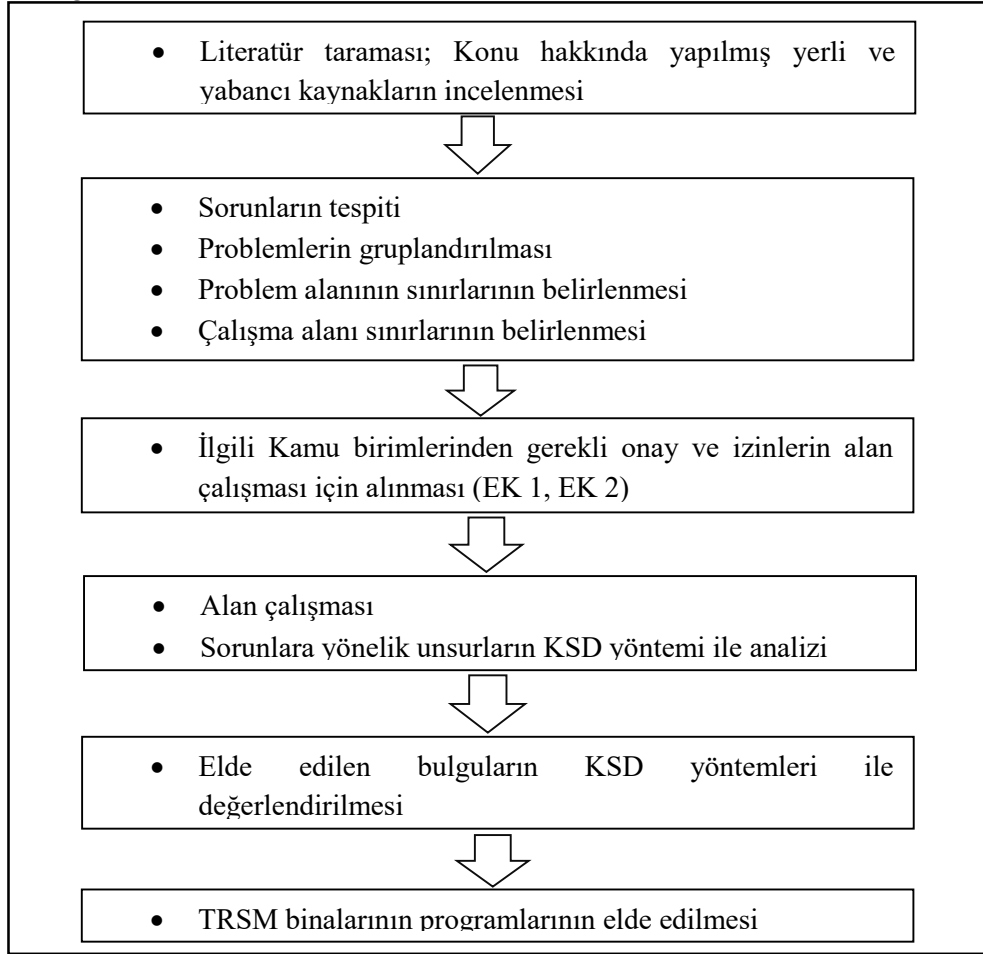 • Literatür taraması; Konu hakkında yapılmış yerli ve
yabancı kaynakların incelenmesi
• Sorunların tespiti
• Problemlerin gruplandırılması
• Problem alanının sınırlarının belirlenmesi
• Çalışma alanı sınırlarının belirlenmesi
• İlgili Kamu birimlerinden gerekli onay ve izinlerin alan
çalışması için alınması (EK 1, EK 2)
• Alan çalışması
• Sorunlara yönelik unsurların KSD yöntemi ile analizi
• Elde edilen bulguların KSD yöntemleri ile
değerlendirilmesi
• TRSM binalarının programlarının elde edilmesi